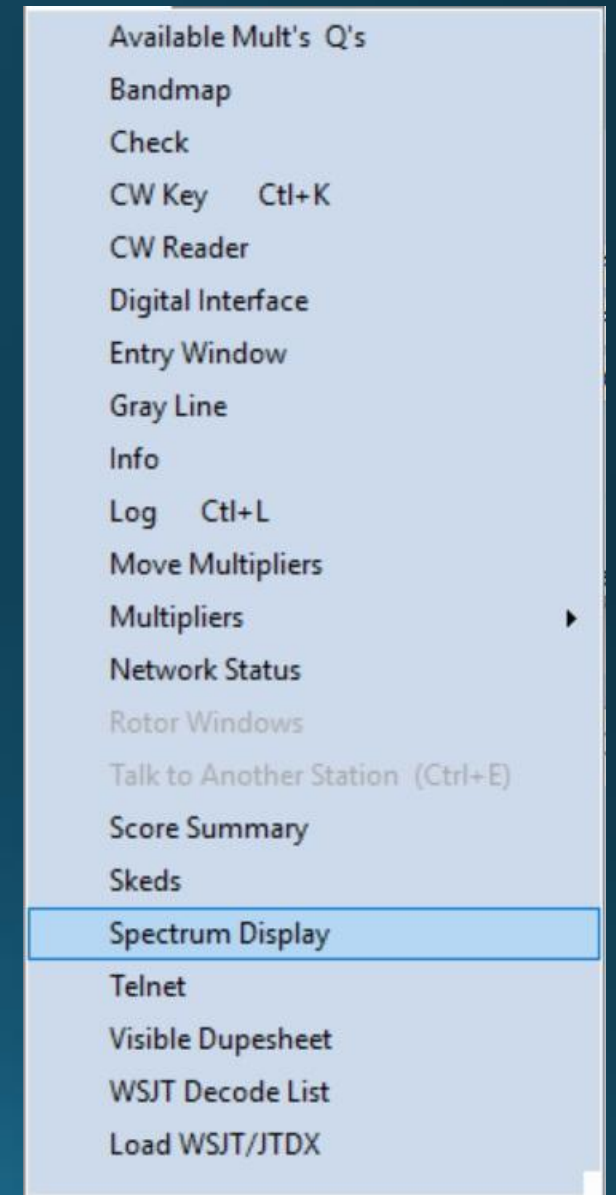 Available Mult's Q's
Bandmap
Check
CW Key Ctl+K
CW Reader
Digital Interface
Entry Window
Gray Line
Info
Log Ctl+L
Move Multipliers
Multipliers
Network Status
Rotor Windows
Talk to Another Station (Ctrl+E)
Score Summary
Skeds
Spectrum Display
Telnet
Visible Dupesheet
WSJT Decode List
Load WSJT/JTDX